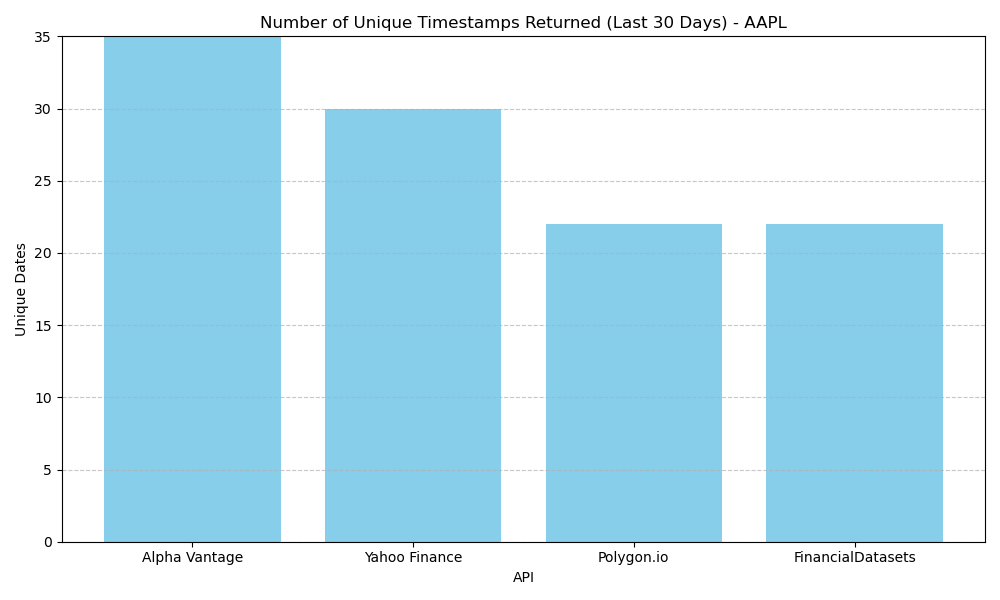 Number of Unique Timestamps Returned (Last 30 Days) - AAPL
35
30
25
20
15
10
5
0
Unique Dates
Alpha Vantage
Yahoo Finance
Polygon.io
FinancialDatasets
API